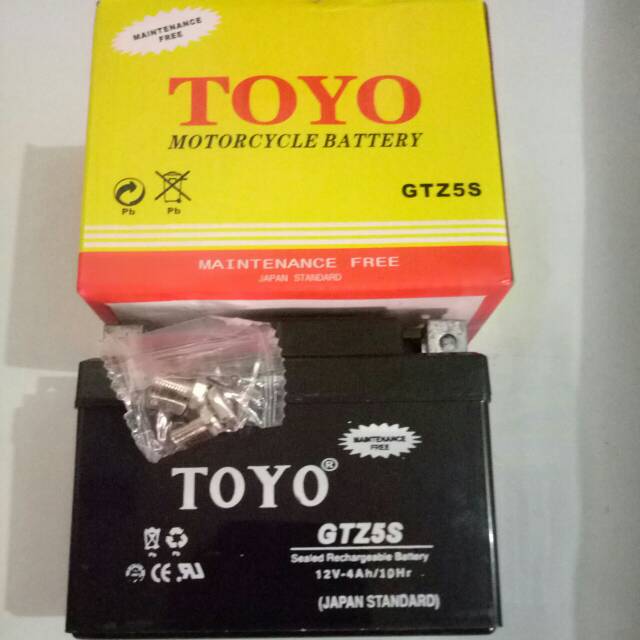 MAINTENANCE
FREE
TOYO
MOTORCYCLE BATTERY
GTZ5S
Pb Pb
MAINTENANCE FREE
JAPAN STANDARD
MAINTENANCE
FREE
TOYO®
GTZ5S
Sealed Rechargeable Battery
12V-4Ah/10Hr
CE
(JAPAN STANDARD)